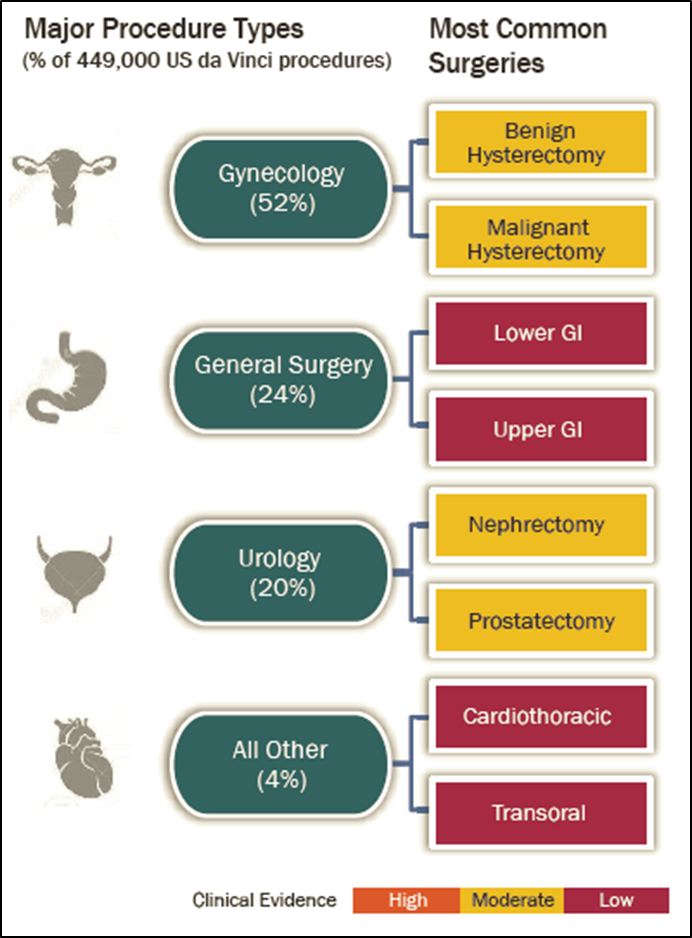 Major Procedure Types
(% of 449,000 US da Vinci procedures)
Most Common
Surgeries
Gynecology
(52%)
Benign
Hysterectomy
Malignant
Hysterectomy
General Surgery
(24%)
Lower GI
Upper GI
Urology
(20%)
Nephrectomy
Prostatectomy
All Other
(4%)
Cardiothoracic
Transoral
Clinical Evidence
High
Moderate
Low